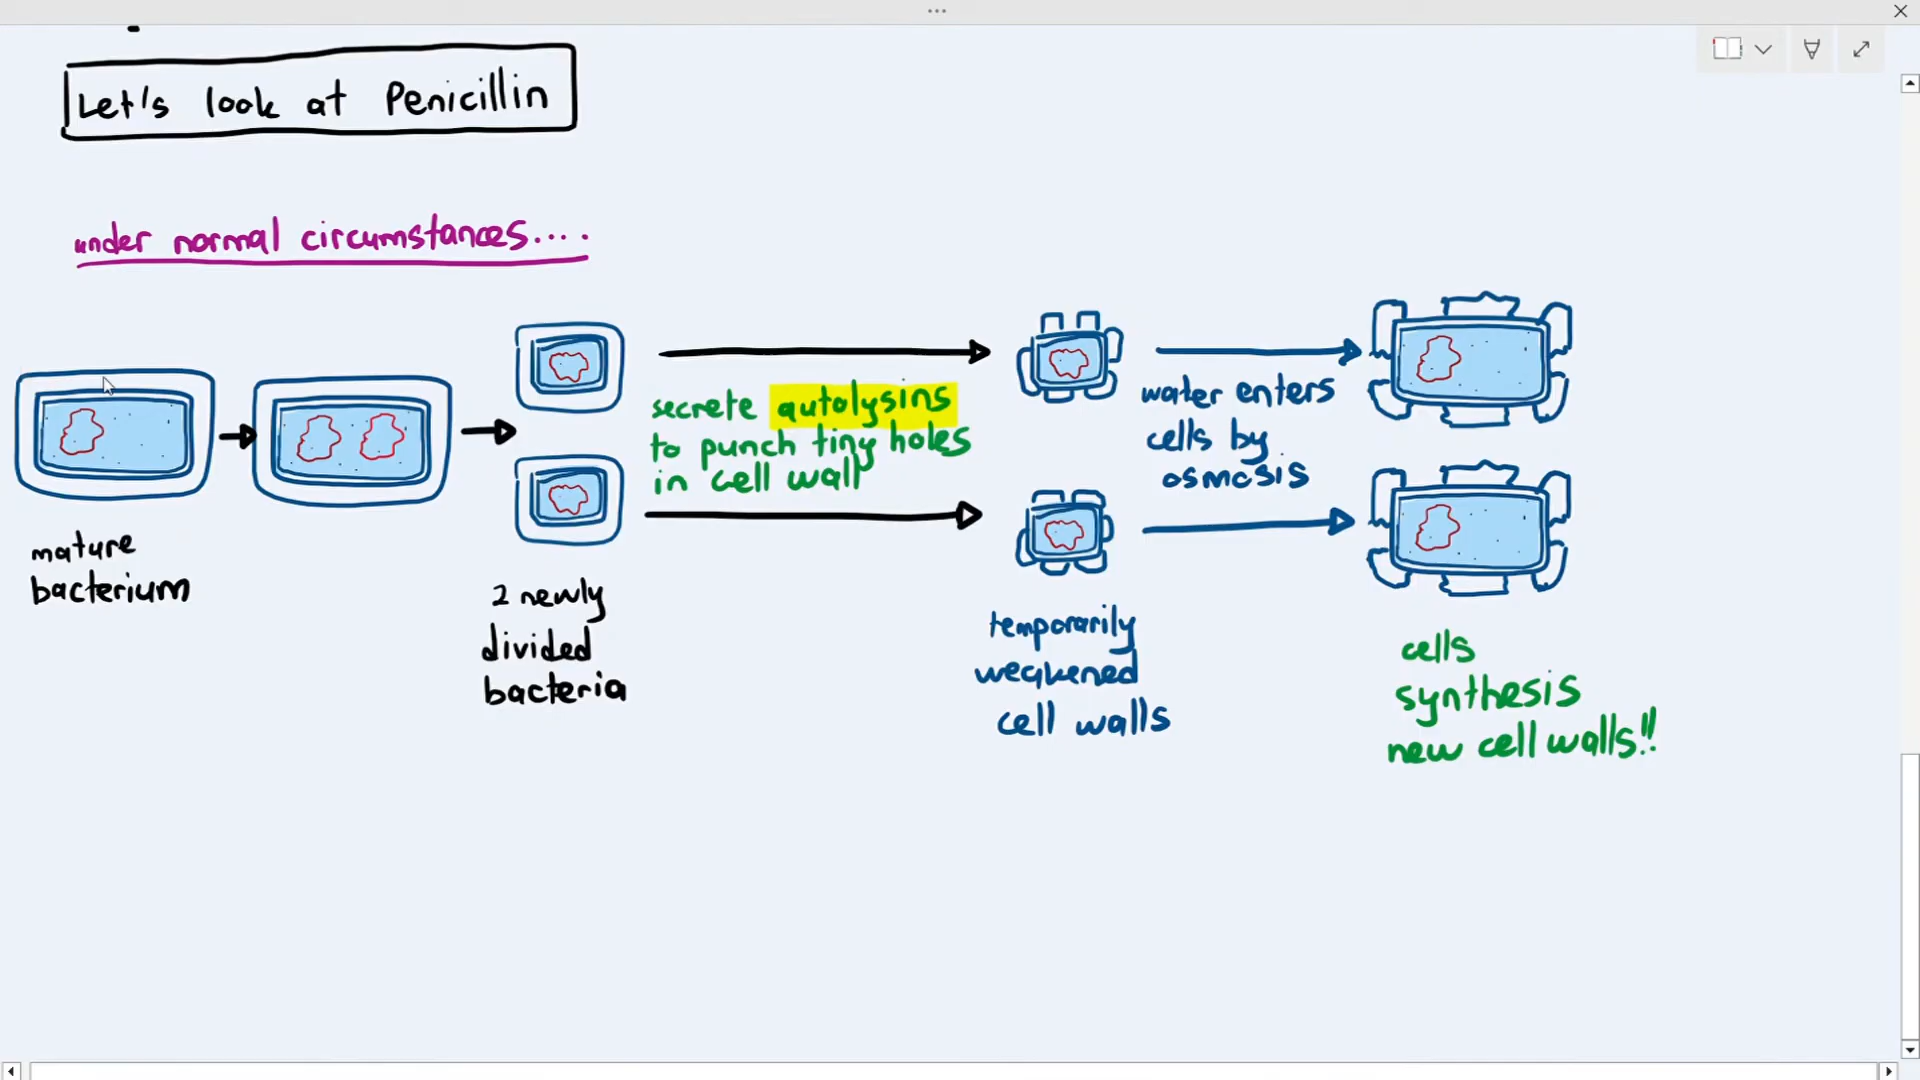 Let's look at Penicillin
under normal circumstances....
secrete autolysins
to punch tiny holes
in cell wall
water enters
cells by
osmosis
mature
bacterium
2 newly
divided
bacteria
temporarily
weakened
cell walls
cells
synthesis
new cell walls!!